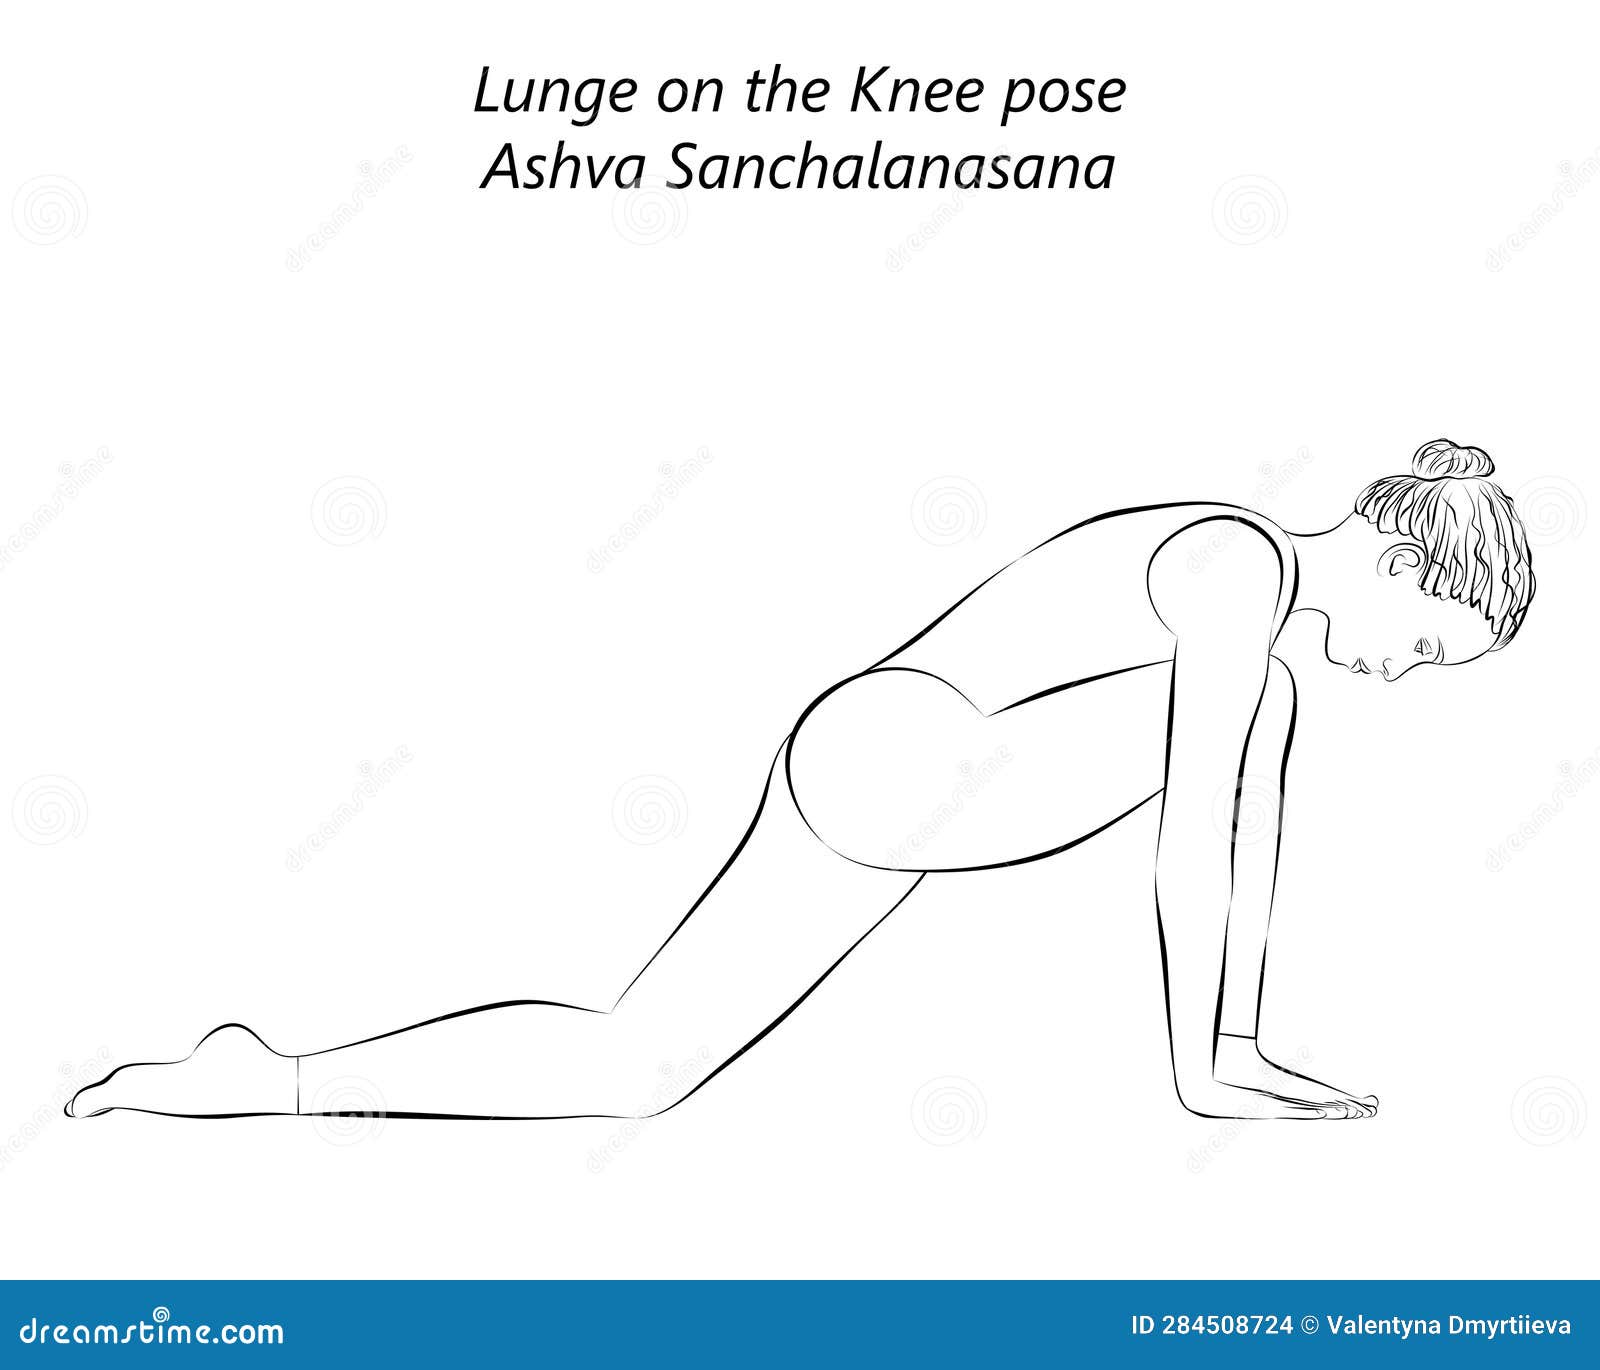 Lunge on the Knee pose
Ashva Sanchalanasana
dreamstime.com
ID 284508724 © Valentyna Dmyrtiieva